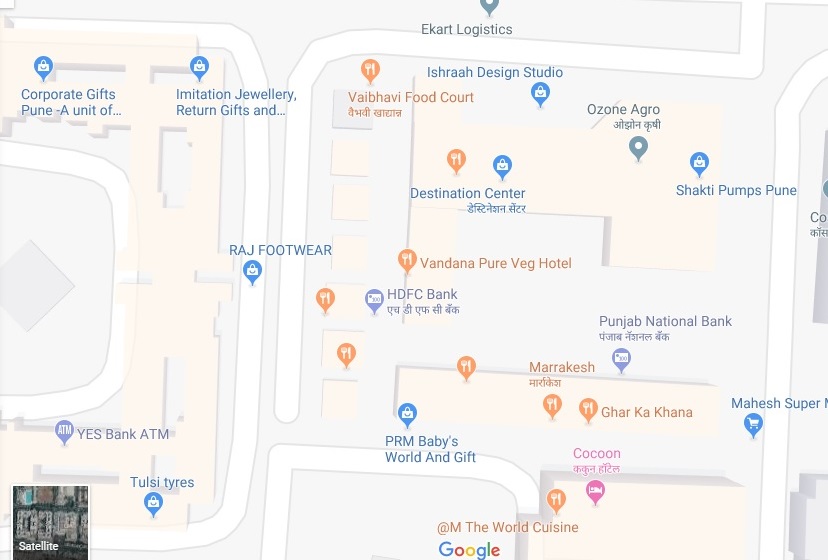 Ekart Logistics
Ishraah Design Studio
Corporate Gifts
Pune -A unit of...
Imitation Jewellery,
Return Gifts and...
Vaibhavi Food Court
वैभवी खाद्यान्न
Ozone Agro
ओझोन कृषी
Destination Center
डेस्टिनेशन सेंटर
Shakti Pumps Pune
Co
कॉस
RAJ FOOTWEAR
Vandana Pure Veg Hotel
HDFC Bank
एच डी एफ सी बँक
Punjab National Bank
पंजाब नॅशनल बँक
Marrakesh
मार्राकेश
Ghar Ka Khana
Mahesh Super M
YES Bank ATM
ATM
PRM Baby's
World And Gift
Cocoon
ककुन हॉटेल
Tulsi tyres
@M The World Cuisine
Satellite
Google